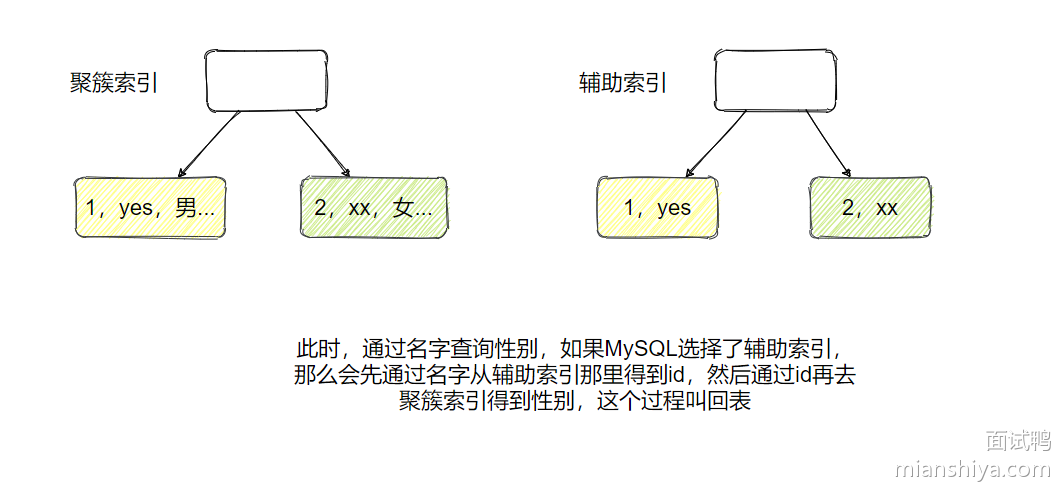 聚簇索引
辅助索引
1，yes，男...
2，xx，女...
1，yes
2，xx
此时，通过名字查询性别，如果MySQL选择了辅助索引，
那么会先通过名字从辅助索引那里得到id，然后通过id再去
聚簇索引得到性别，这个过程叫回表
面试鸭
mianshiya.com